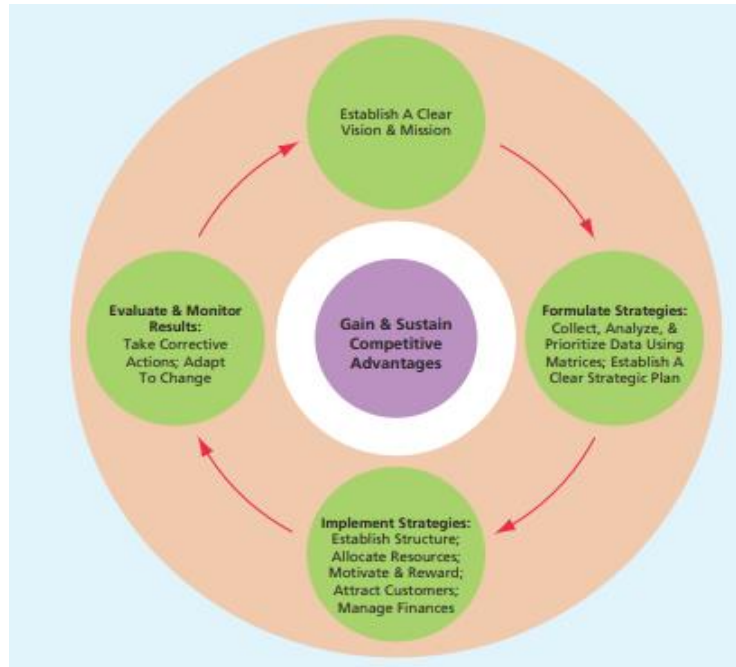 Establish A Clear
Vision & Mission
Evaluate & Monitor
Results:
Take Corrective
Actions; Adapt
To Change
Gain & Sustain
Competitive
Advantages
Formulate Strategies:
Collect, Analyze, &
Prioritize Data Using
Matrices; Establish A
Clear Strategic Plan
Implement Strategies:
Establish Structure;
Allocate Resources;
Motivate & Reward;
Attract Customers;
Manage Finances